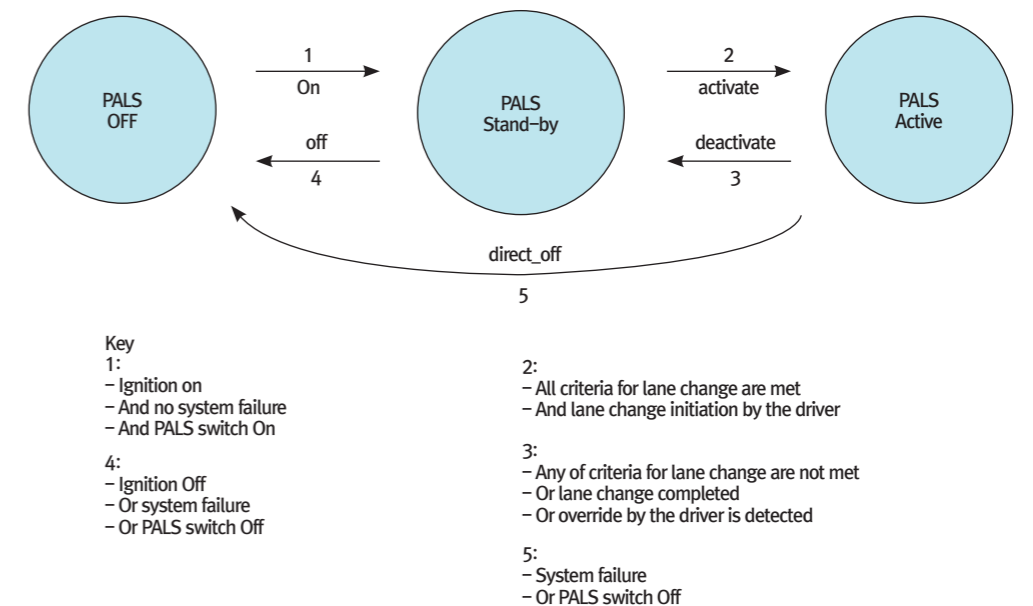 PALS
OFF
1
On
off
4
PALS
Stand-by
2
activate
deactivate
3
PALS
Active
direct_off
5
Key
1:
- Ignition on
- And no system failure
- And PALS switch On
4:
- Ignition Off
- Or system failure
- Or PALS switch Off
2:
- All criteria for lane change are met
- And lane change initiation by the driver
3:
- Any of criteria for lane change are not met
- Or lane change completed
- Or override by the driver is detected
5:
- System failure
- Or PALS switch Off